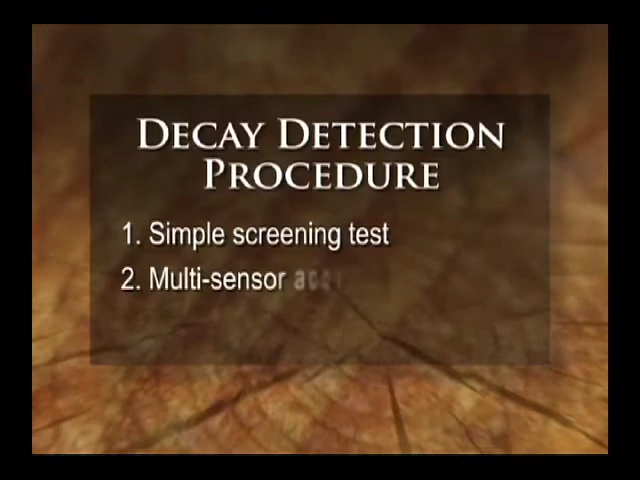 DECAY DETECTION
PROCEDURE
1. Simple screening test
2. Multi-sensor